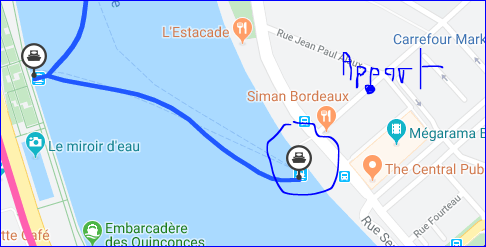 L'Estacade
Rue Jean Paul A
Carrefour Mark
Appart
Siman Bordeaux
Mégarama B
Le miroir d'eau
The Central Pub
Rue Fourteau
Rue Se
tte Café
Embarcadère
des Quinconces